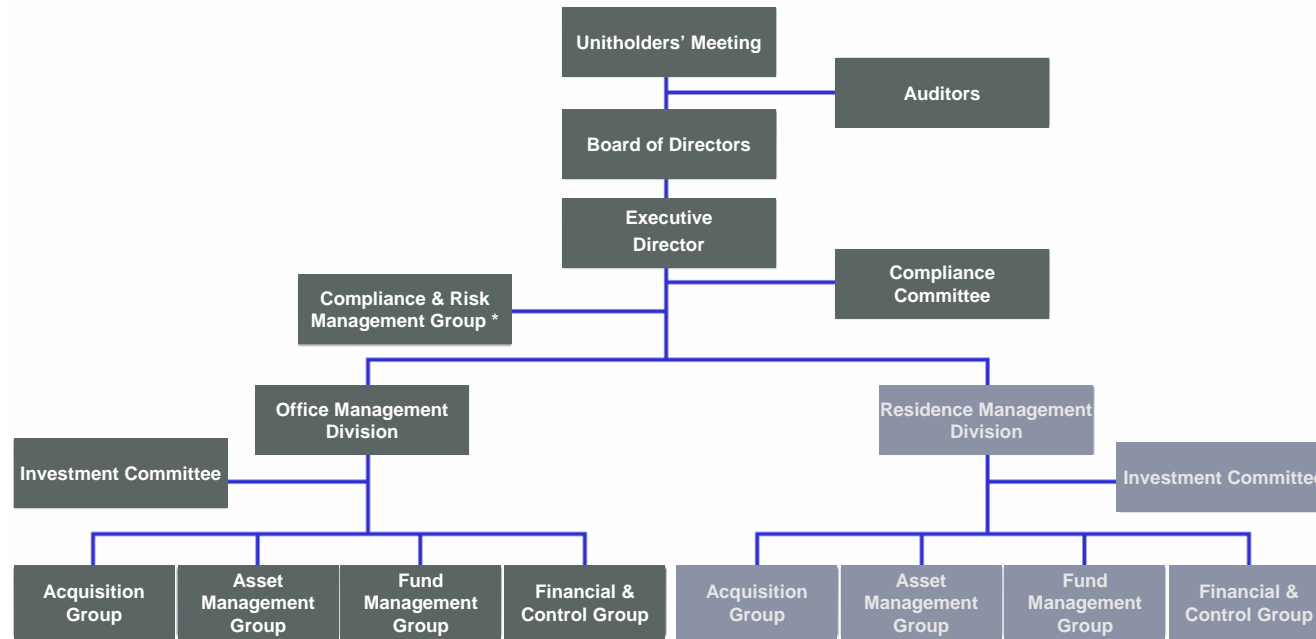 Unitholders’ Meeting
Auditors
Board of Directors
Executive
Director
Compliance
Committee
Compliance & Risk
Management Group *
Office Management
Division
Residence Management
Division
Investment Committee
Investment Committee
Acquisition
Group
Asset
Management
Group
Fund
Management
Group
Financial &
Control Group
Acquisition
Group
Asset
Management
Group
Fund
Management
Group
Financial &
Control Group